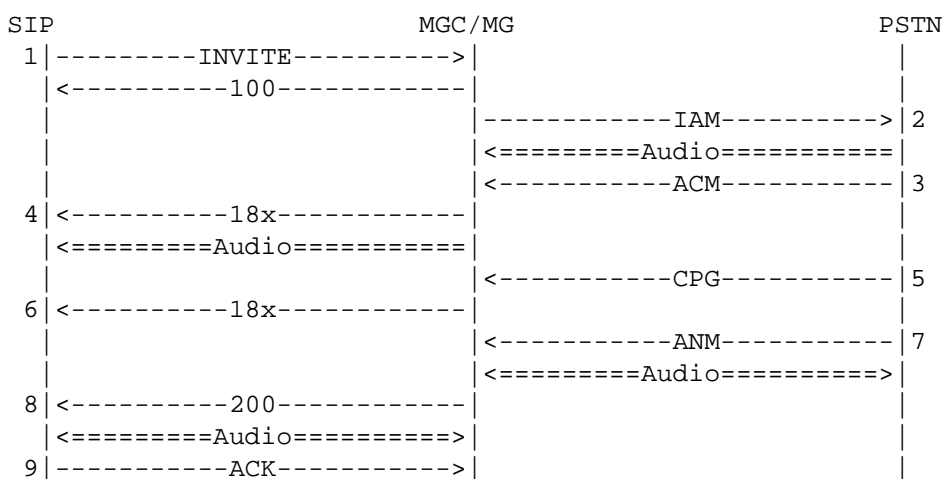 SIP                       MGC/MG                       PSTN
 1|---------INVITE---------->|                          |
  |<----------100------------|                          |
  |                          |------------IAM---------->|2
  |                          |<=========Audio===========|
  |                          |<----------ACM------------|3
 4|<----------18x------------|                          |
  |<=========Audio===========|                          |
  |                          |<----------CPG------------|5
 6|<----------18x------------|                          |
  |                          |<----------ANM------------|7
  |                          |<=========Audio==========>|
 8|<----------200------------|                          |
  |<=========Audio==========>|                          |
 9|-----------ACK----------->|                          |